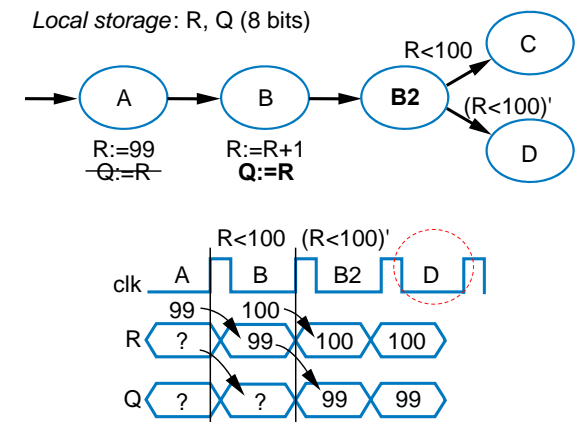 Local storage: R, Q (8 bits)
R<100 C
A B B2 (R<100)'
D
R:=99 R:=R+1
Q:=R Q:=R
R<100 (R<100)'
clk A B B2 D
99 100
R ? 99 100 100
Q ? ? 99 99